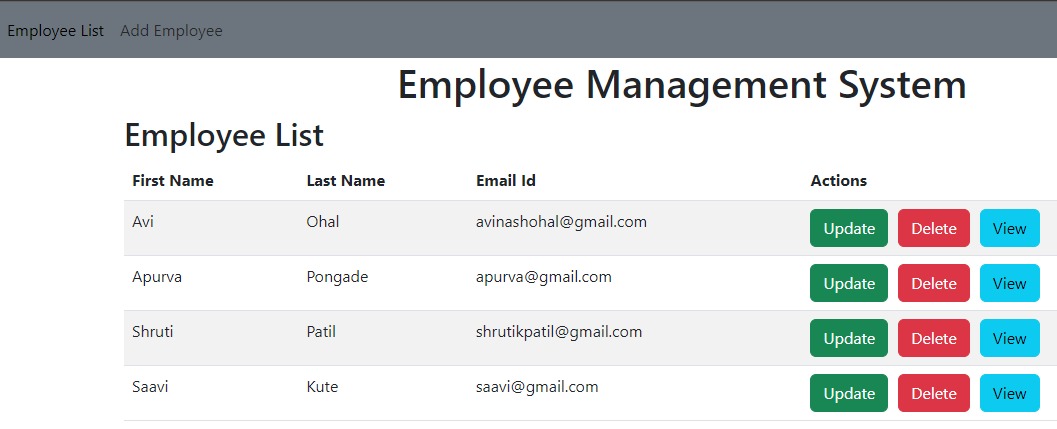 Employee List Add Employee
Employee Management System
Employee List
First Name Last Name Email Id Actions
Avi Ohal avinashohal@gmail.com Update Delete View
Apurva Pongade apurva@gmail.com Update Delete View
Shruti Patil shrutikpatil@gmail.com Update Delete View
Saavi Kute saavi@gmail.com Update Delete View